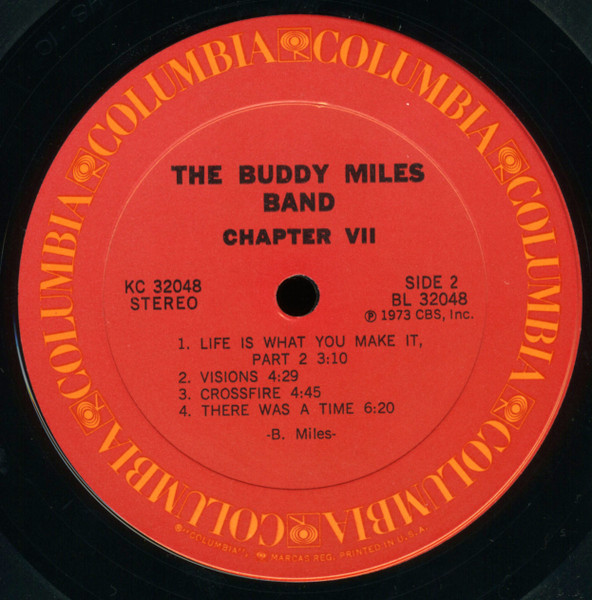 COLUMBIA COLUMBIA COLUMBIA COLUMBIA COLUMBIA COLUMBIA
THE BUDDY MILES
BAND
CHAPTER VII
KC 32048
STEREO
SIDE 2
BL 32048
℗ 1973 CBS, Inc.
1. LIFE IS WHAT YOU MAKE IT,
PART 2 3:10
2. VISIONS 4:29
3. CROSSFIRE 4:45
4. THERE WAS A TIME 6:20
-B. Miles-
® "COLUMBIA", MARCAS REG. PRINTED IN U.S.A.